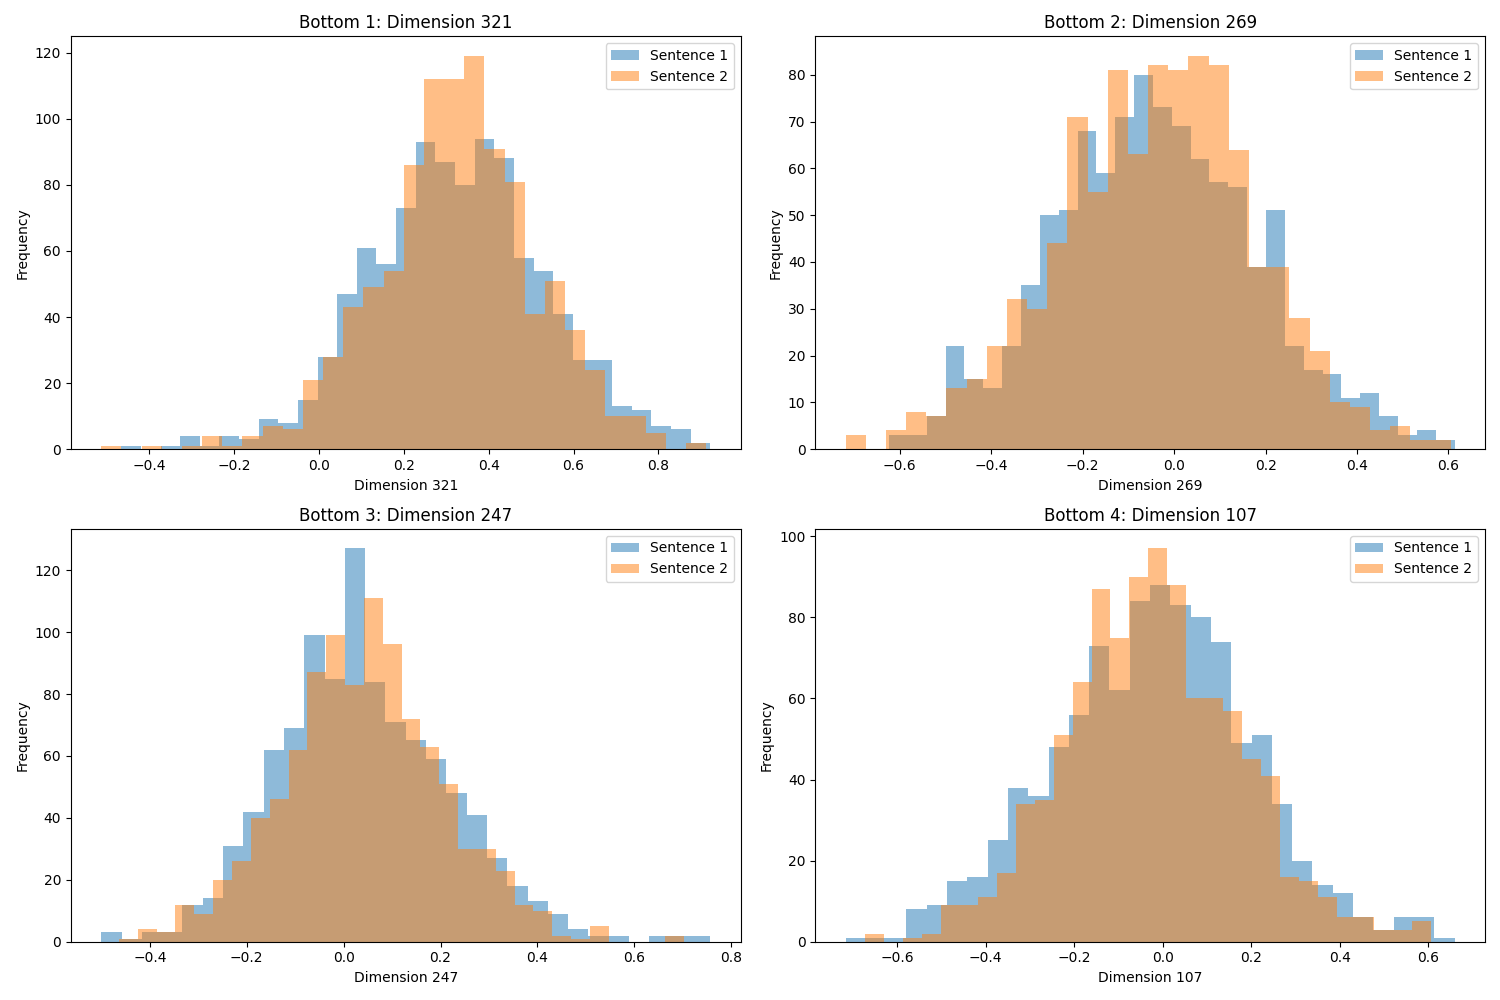 Bottom 1: Dimension 321
Sentence 1
Sentence 2
Frequency
120
100
80
60
40
20
0
−0.4 −0.2 0.0 0.2 0.4 0.6 0.8
Dimension 321
Bottom 2: Dimension 269
Sentence 1
Sentence 2
Frequency
80
70
60
50
40
30
20
10
0
−0.6 −0.4 −0.2 0.0 0.2 0.4 0.6
Dimension 269
Bottom 3: Dimension 247
Sentence 1
Sentence 2
Frequency
120
100
80
60
40
20
0
−0.4 −0.2 0.0 0.2 0.4 0.6 0.8
Dimension 247
Bottom 4: Dimension 107
Sentence 1
Sentence 2
Frequency
100
80
60
40
20
0
−0.6 −0.4 −0.2 0.0 0.2 0.4 0.6
Dimension 107